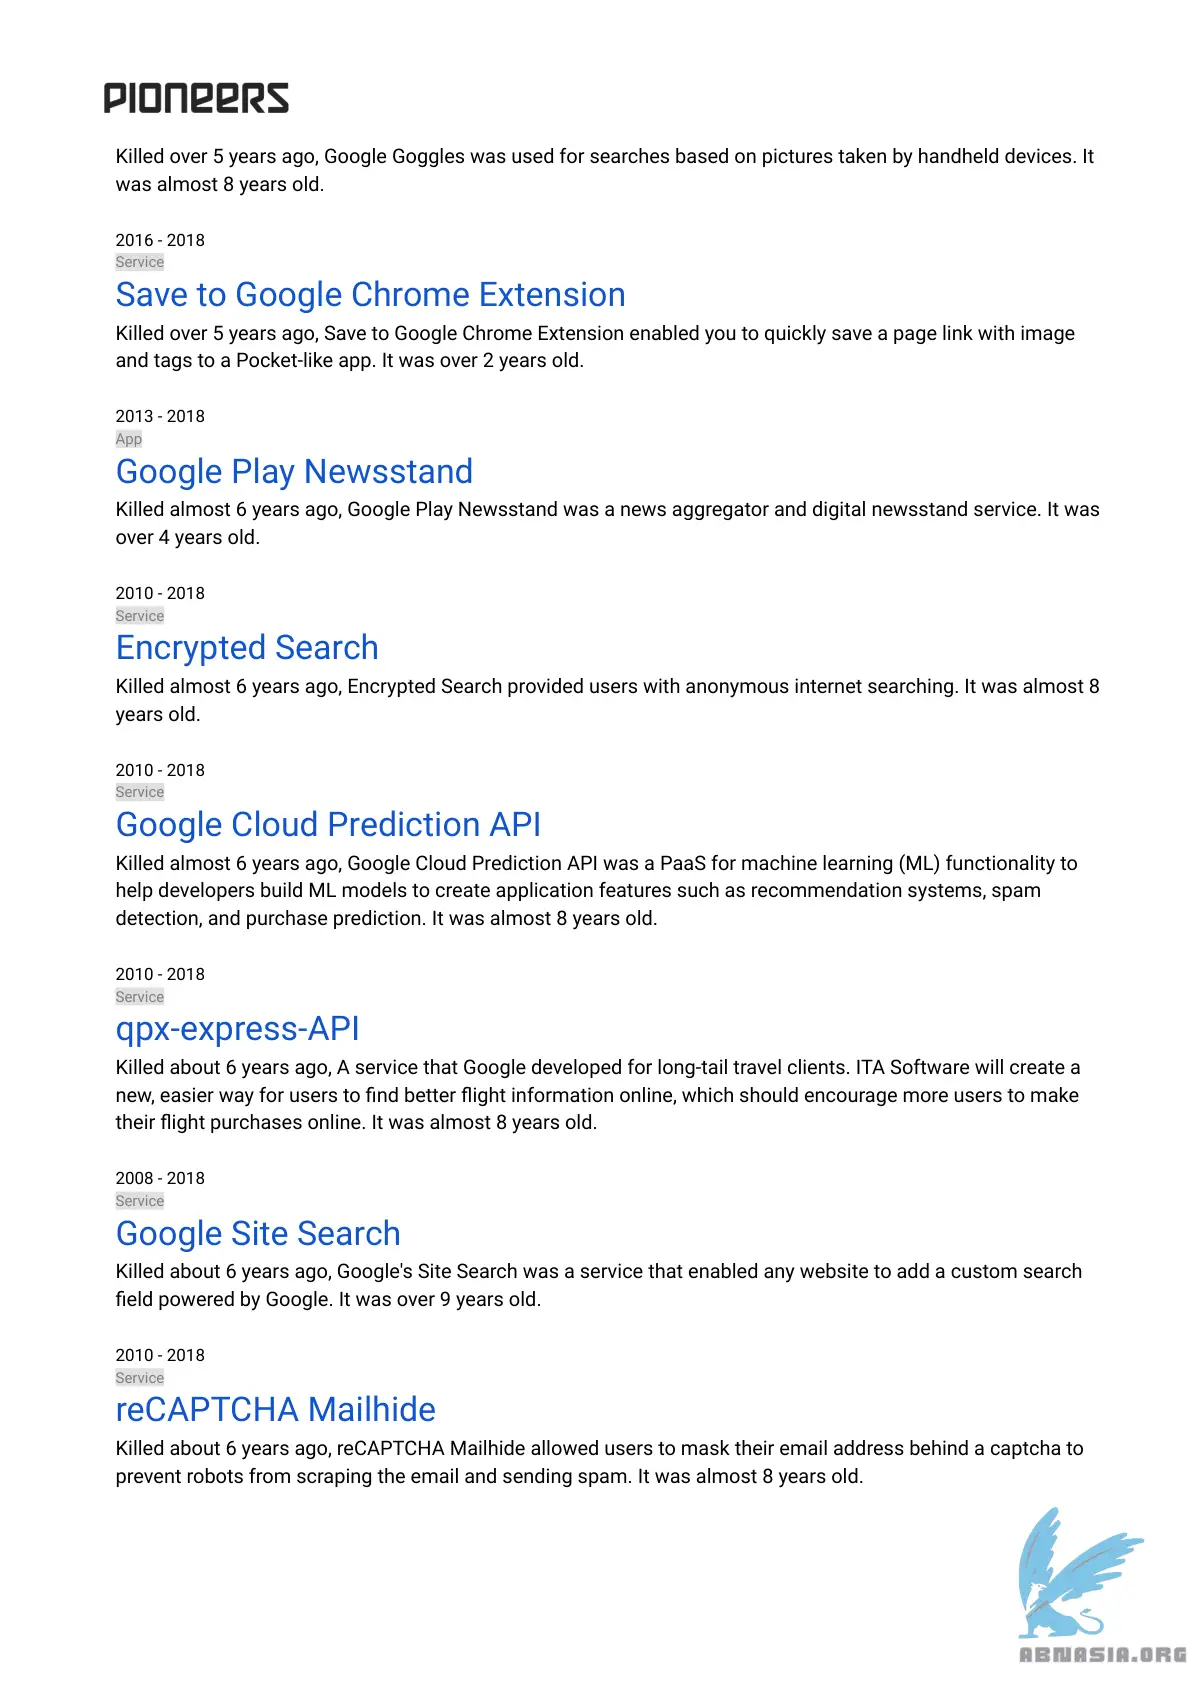 PIONEERS
Killed over 5 years ago, Google Goggles was used for searches based on pictures taken by handheld devices. It
was almost 8 years old.
2016 - 2018
Service
Save to Google Chrome Extension
Killed over 5 years ago, Save to Google Chrome Extension enabled you to quickly save a page link with image
and tags to a Pocket-like app. It was over 2 years old.
2013 - 2018
App
Google Play Newsstand
Killed almost 6 years ago, Google Play Newsstand was a news aggregator and digital newsstand service. It was
over 4 years old.
2010 - 2018
Service
Encrypted Search
Killed almost 6 years ago, Encrypted Search provided users with anonymous internet searching. It was almost 8
years old.
2010 - 2018
Service
Google Cloud Prediction API
Killed almost 6 years ago, Google Cloud Prediction API was a PaaS for machine learning (ML) functionality to
help developers build ML models to create application features such as recommendation systems, spam
detection, and purchase prediction. It was almost 8 years old.
2010 - 2018
Service
qpx-express-API
Killed about 6 years ago, A service that Google developed for long-tail travel clients. ITA Software will create a
new, easier way for users to find better flight information online, which should encourage more users to make
their flight purchases online. It was almost 8 years old.
2008 - 2018
Service
Google Site Search
Killed about 6 years ago, Google's Site Search was a service that enabled any website to add a custom search
field powered by Google. It was over 9 years old.
2010 - 2018
Service
reCAPTCHA Mailhide
Killed about 6 years ago, reCAPTCHA Mailhide allowed users to mask their email address behind a captcha to
prevent robots from scraping the email and sending spam. It was almost 8 years old.
ABNASIA.ORG